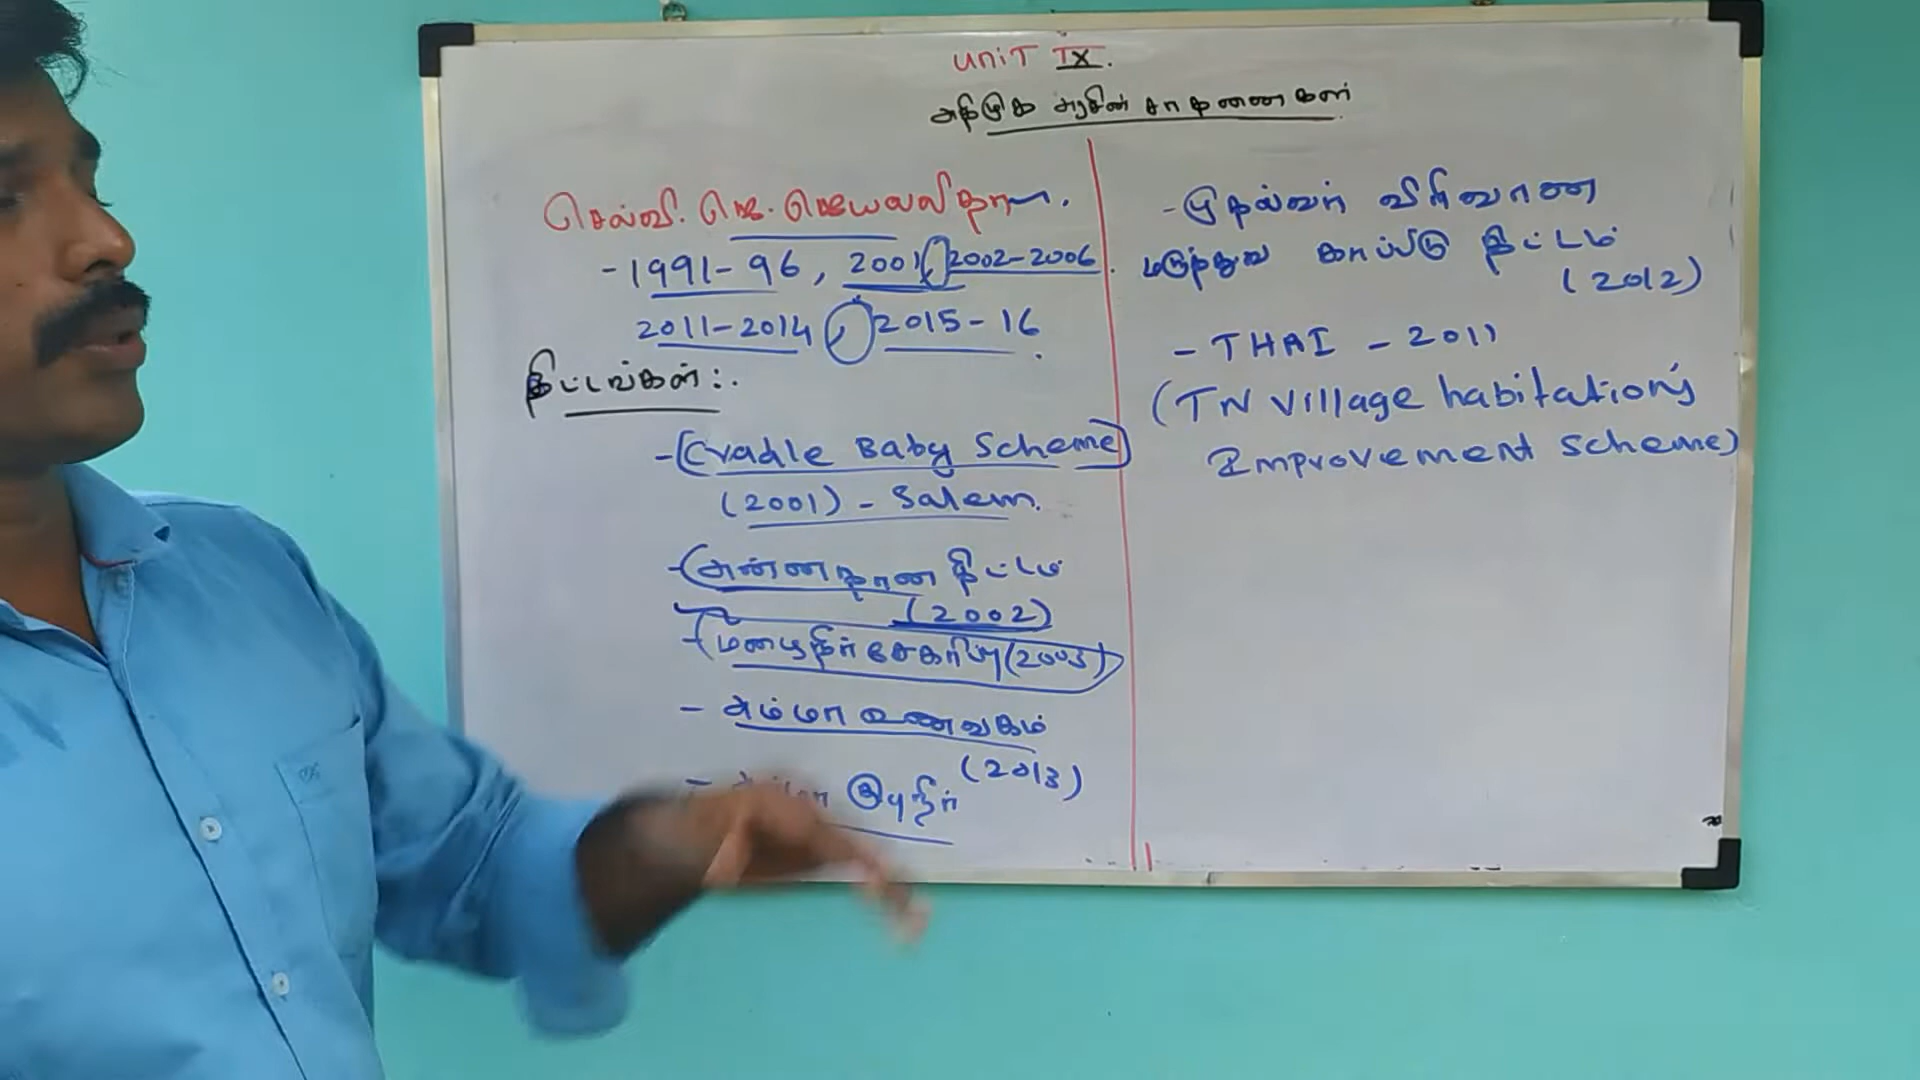 UNIT IX.
அதிமுக அரசின் சாதனைகள்
செல்வி. ஜெ. ஜெயலலிதா.
- 1991-96, 2001, 2002-2006.
2011-2014, 2015-16.
திட்டங்கள் :.
- (Cradle Baby Scheme)
(2001) - Salem.
- அன்னதான திட்டம்
(2002)
- மழைநீர் சேகரிப்பு (2003)
- அம்மா உணவகம்
(2013)
- அம்மா குடிநீர்
- முதல்வர் விரிவான
மருத்துவ காப்பீடு திட்டம்
(2012)
- THAI - 2011
(TN Village habitation's
Improvement Scheme)